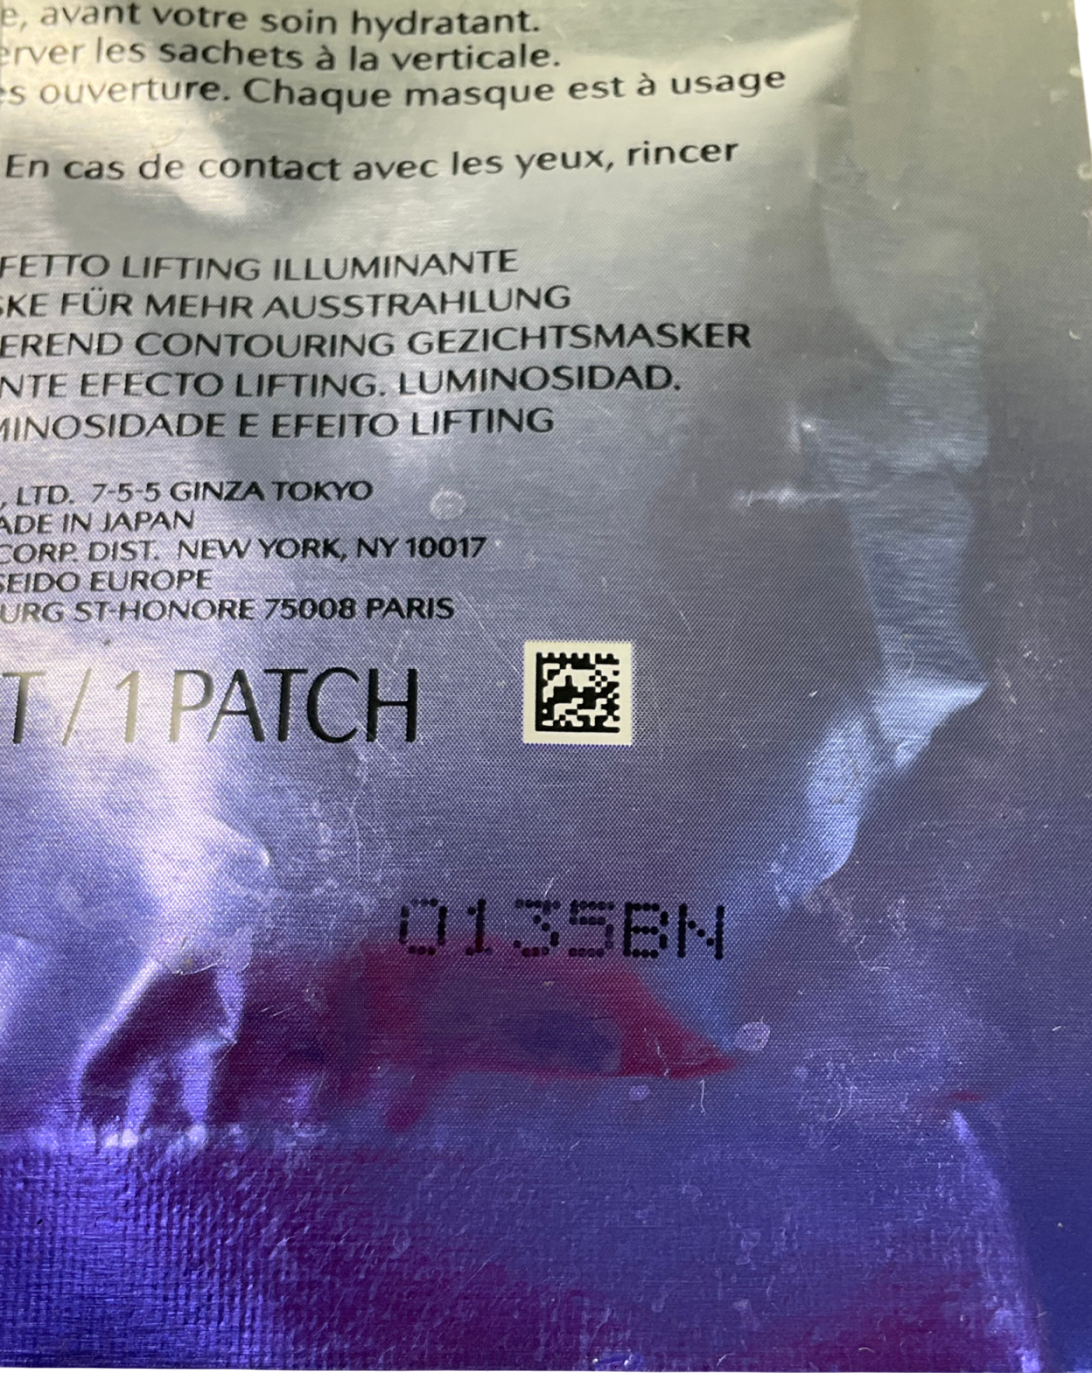 , avant votre soin hydratant.
erver les sachets à la verticale.
s ouverture. Chaque masque est à usage
En cas de contact avec les yeux, rincer
FETTO LIFTING ILLUMINANTE
SKE FÜR MEHR AUSSTRAHLUNG
EREND CONTOURING GEZICHTSMASKER
NTE EFECTO LIFTING. LUMINOSIDAD.
MINOSIDADE E EFEITO LIFTING
, LTD. 7-5-5 GINZA TOKYO
ADE IN JAPAN
CORP. DIST. NEW YORK, NY 10017
SEIDO EUROPE
URG ST-HONORE 75008 PARIS
T / 1 PATCH
0135BN